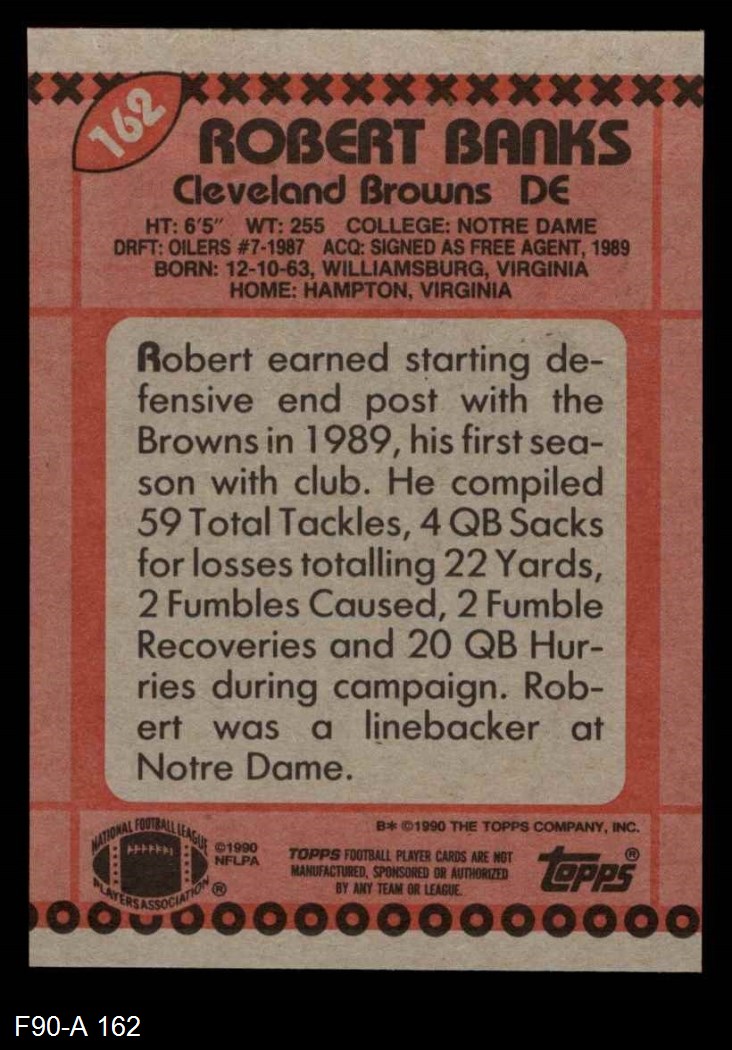 162
ROBERT BANKS
Cleveland Browns DE
HT: 6'5" WT: 255 COLLEGE: NOTRE DAME
DRFT: OILERS #7-1987 ACQ: SIGNED AS FREE AGENT, 1989
BORN: 12-10-63, WILLIAMSBURG, VIRGINIA
HOME: HAMPTON, VIRGINIA
Robert earned starting de-
fensive end post with the
Browns in 1989, his first sea-
son with club. He compiled
59 Total Tackles, 4 QB Sacks
for losses totalling 22 Yards,
2 Fumbles Caused, 2 Fumble
Recoveries and 20 QB Hur-
ries during campaign. Rob-
ert was a linebacker at
Notre Dame.
B* ©1990 THE TOPPS COMPANY, INC.
NATIONAL FOOTBALL LEAGUE
PLAYERS ASSOCIATION ®
©1990
NFLPA
TOPPS FOOTBALL PLAYER CARDS ARE NOT
MANUFACTURED, SPONSORED OR AUTHORIZED
BY ANY TEAM OR LEAGUE.
topps®
F90-A 162